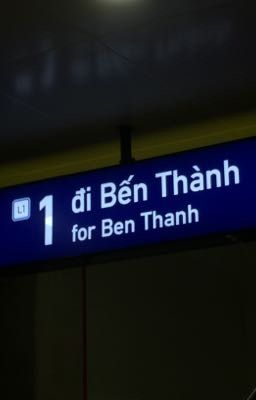 L1
1
đi Bến Thành
for Ben Thanh